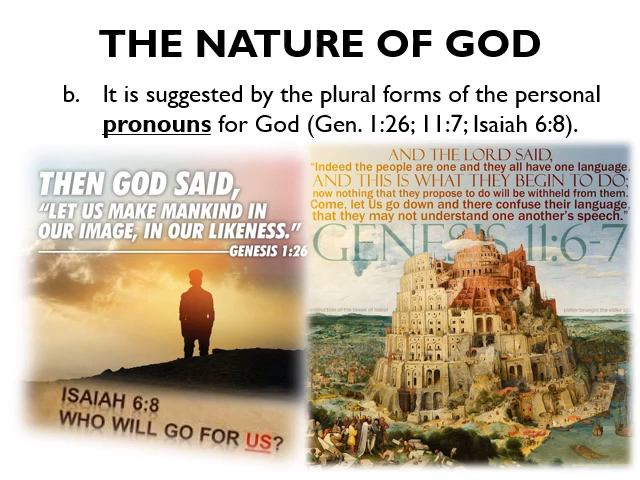 THE NATURE OF GOD
b. It is suggested by the plural forms of the personal
pronouns for God (Gen. 1:26; 11:7; Isaiah 6:8).
THEN GOD SAID,
“LET US MAKE MANKIND IN
OUR IMAGE, IN OUR LIKENESS.”
GENESIS 1:26
ISAIAH 6:8
WHO WILL GO FOR US?
AND THE LORD SAID,
“Indeed the people are one and they all have one language,
AND THIS IS WHAT THEY BEGIN TO DO;
now nothing that they propose to do will be withheld from them.
Come, let Us go down and there confuse their language,
that they may not understand one another’s speech.”
GENESIS 11:6-7